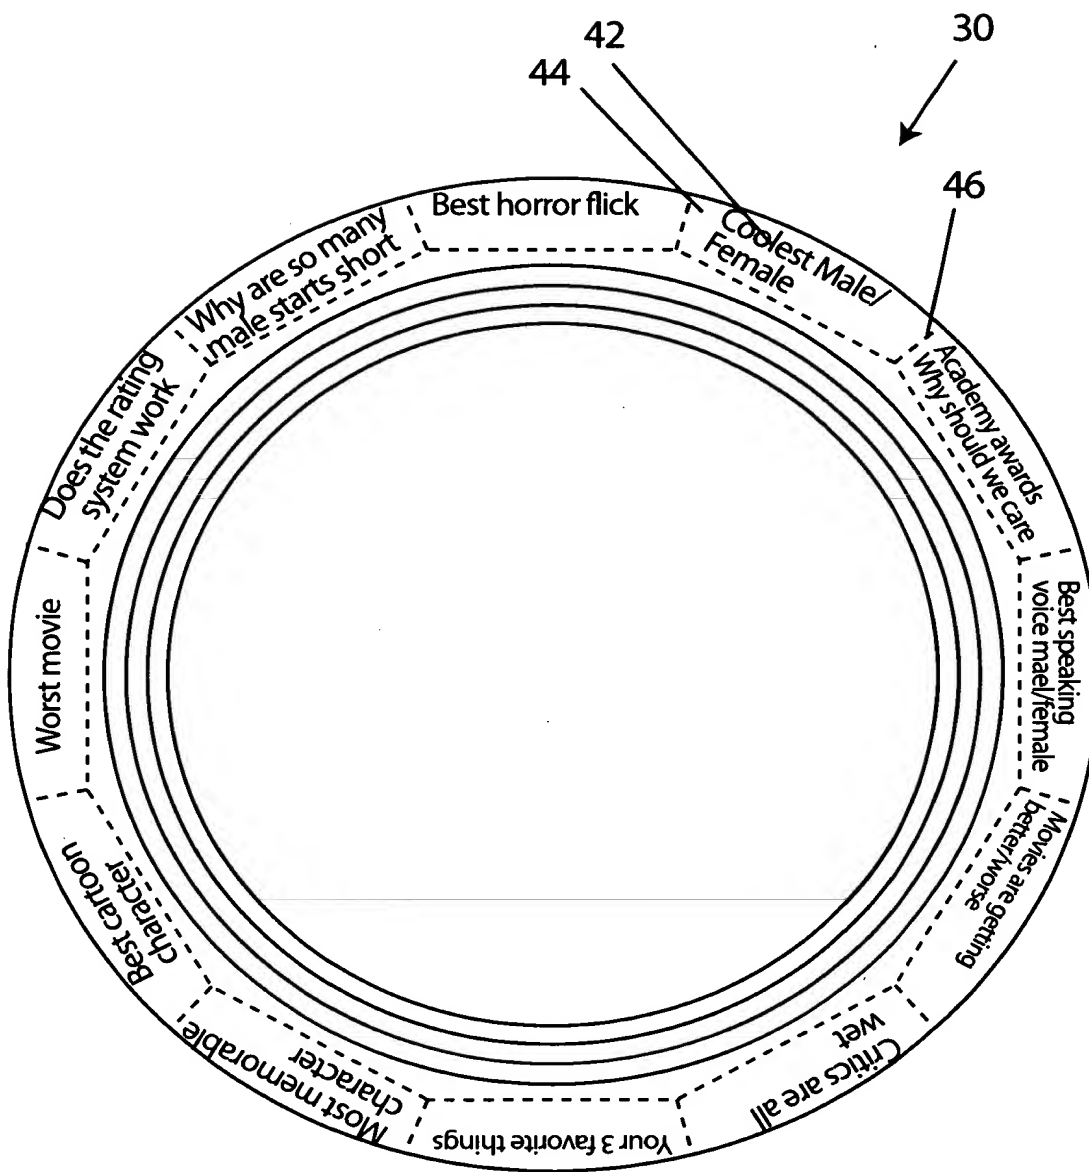 42
30
44
46
Best horror flick
Coolest Male/
Female
Academy awards
Why should we care
Best speaking
voice mael/female
Movies are getting
better/worse
Critics are all
wet
Your 3 favorite things
Most memorable
character
Best cartoon
character
Worst movie
Does the rating
system work
Why are so many
male starts short